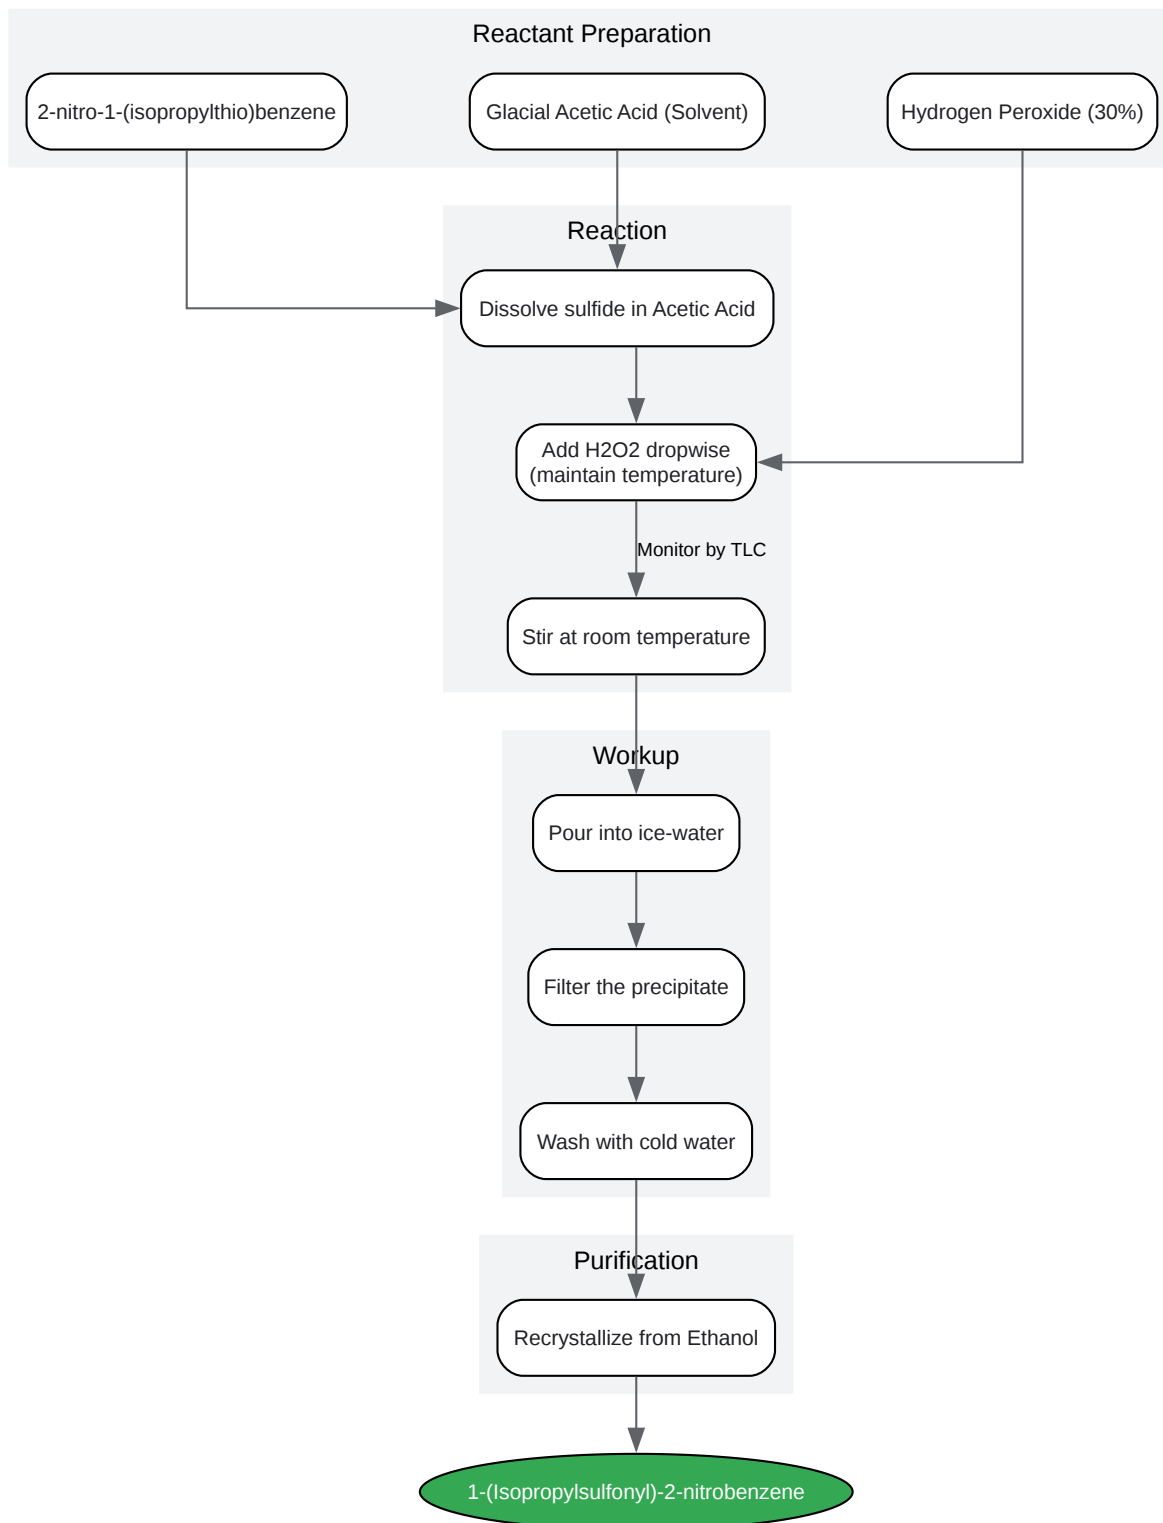 Reactant Preparation
2-nitro-1-(isopropylthio)benzene
Glacial Acetic Acid (Solvent)
Hydrogen Peroxide (30%)
Reaction
Dissolve sulfide in Acetic Acid
Add H2O2 dropwise
(maintain temperature)
Monitor by TLC
Stir at room temperature
Workup
Pour into ice-water
Filter the precipitate
Wash with cold water
Purification
Recrystallize from Ethanol
1-(Isopropylsulfonyl)-2-nitrobenzene